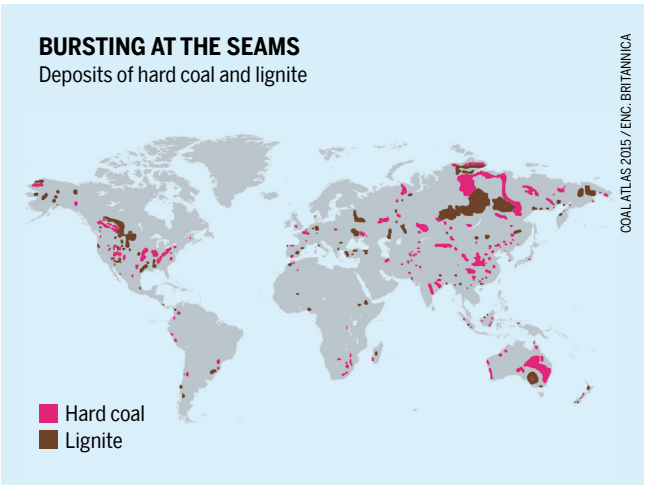 BURSTING AT THE SEAMS
Deposits of hard coal and lignite
COAL ATLAS 2015 / ENC. BRITANNICA
Hard coal
Lignite